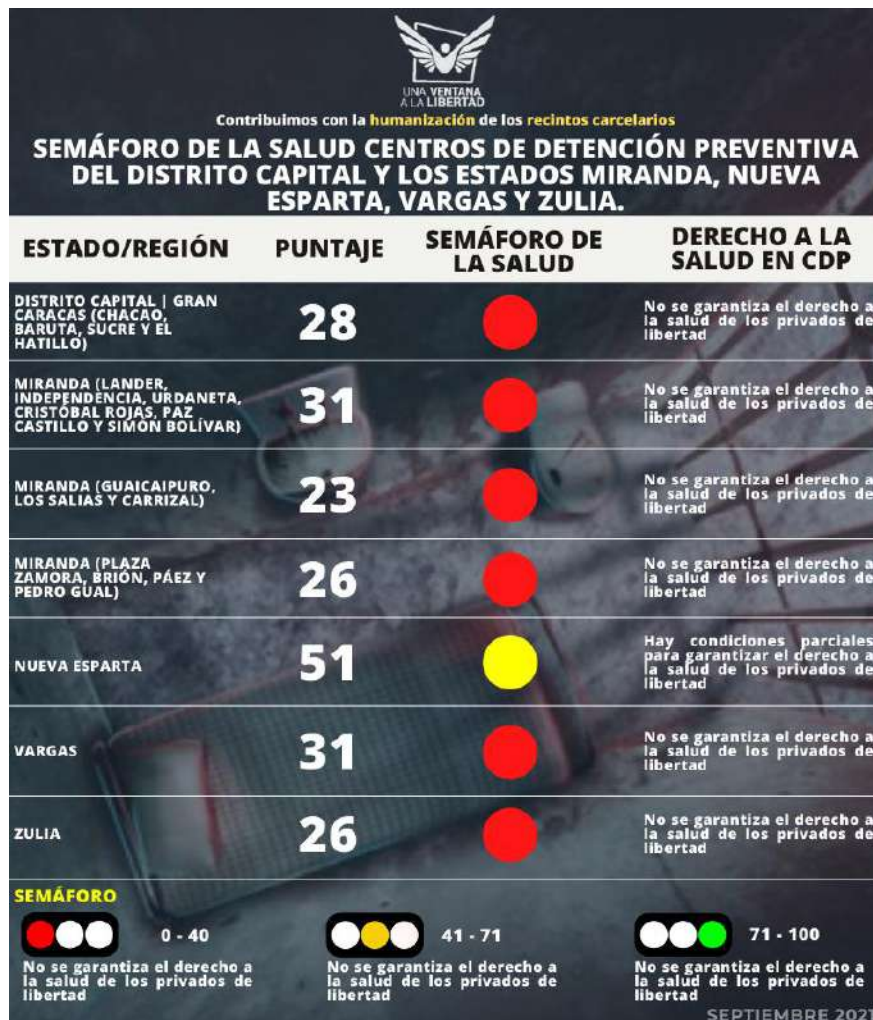 UNA VENTANA
A LA LIBERTAD
Contribuimos con la humanización de los recintos carcelarios
SEMÁFORO DE LA SALUD CENTROS DE DETENCIÓN PREVENTIVA
DEL DISTRITO CAPITAL Y LOS ESTADOS MIRANDA, NUEVA
ESPARTA, VARGAS Y ZULIA.
ESTADO/REGIÓN PUNTAJE SEMÁFORO DE
LA SALUD DERECHO A LA
SALUD EN CDP
DISTRITO CAPITAL | GRAN
CARACAS (CHACAO,
BARUTA, SUCRE Y EL
HATILLO)
28
No se garantiza el derecho a
la salud de los privados de
libertad
MIRANDA (LANDER,
INDEPENDENCIA, URDANETA,
CRISTÓBAL ROJAS, PAZ
CASTILLO Y SIMÓN BOLÍVAR)
31
No se garantiza el derecho a
la salud de los privados de
libertad
MIRANDA (GUAICAIPURO,
LOS SALIAS Y CARRIZAL)
23
No se garantiza el derecho a
la salud de los privados de
libertad
MIRANDA (PLAZA
ZAMORA, BRIÓN, PÁEZ Y
PEDRO GUAL)
26
No se garantiza el derecho a
la salud de los privados de
libertad
NUEVA ESPARTA
51
Hay condiciones parciales
para garantizar el derecho a
la salud de los privados de
libertad
VARGAS
31
No se garantiza el derecho a
la salud de los privados de
libertad
ZULIA
26
No se garantiza el derecho a
la salud de los privados de
libertad
SEMÁFORO
0 - 40
No se garantiza el derecho a
la salud de los privados de
libertad
41 - 71
No se garantiza el derecho a
la salud de los privados de
libertad
71 - 100
No se garantiza el derecho a
la salud de los privados de
libertad
SEPTIEMBRE 2021